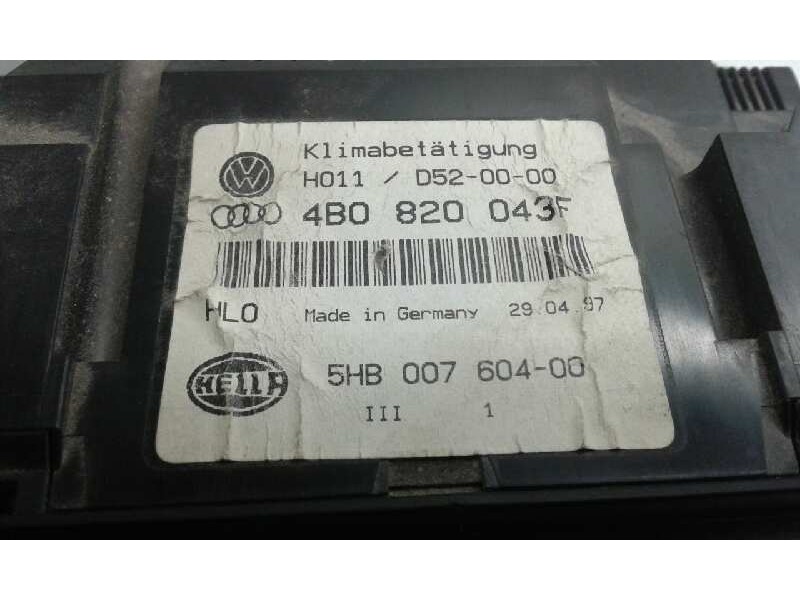 Klimabetätigung
H011 / D52-00-00
4B0 820 043F
HLO Made in Germany 29.04.97
HELLA 5HB 007 604-00
III 1